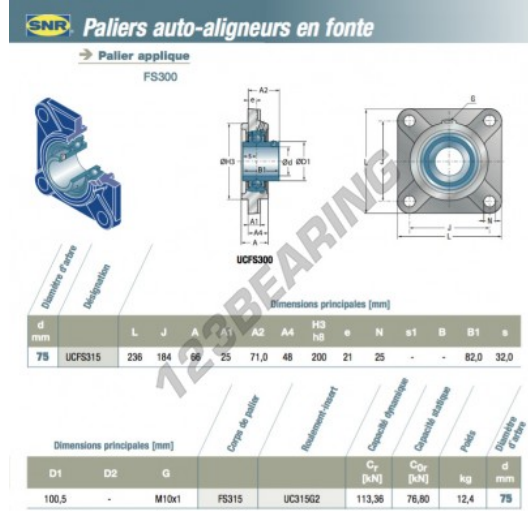 SNR Paliers auto-aligneurs en fonte
Palier applique
FS300
A2
e
G
ØH3
s
B1
Ød
ØD1
L
J
A1
A4
A
N
J
L
UCFS300
123BEARING
Diamètre d'arbre
Désignation
Dimensions principales [mm]
d mm L J A A1 A2 A4 H3 h8 e N s1 B B1 s
75 UCFS315 236 184 66 25 71,0 48 200 21 25 - - 82,0 32,0
Dimensions principales [mm]
Corps de palier
Roulement-insert
Capacité dynamique
Capacité statique
Poids
Diamètre d'arbre
D1 D2 G Cr [kN] C0r [kN] kg d mm
100,5 - M10x1 FS315 UC315G2 113,36 76,80 12,4 75